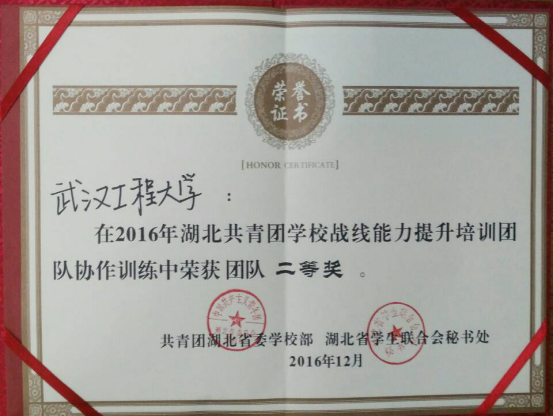 荣誉
证书
[HONOR CERTIFICATE]
武汉工程大学：
在2016年湖北共青团学校战线能力提升培训团
队协作训练中荣获团队 二等奖 。
共青团湖北省委学校部 湖北省学生联合会秘书处
2016年12月